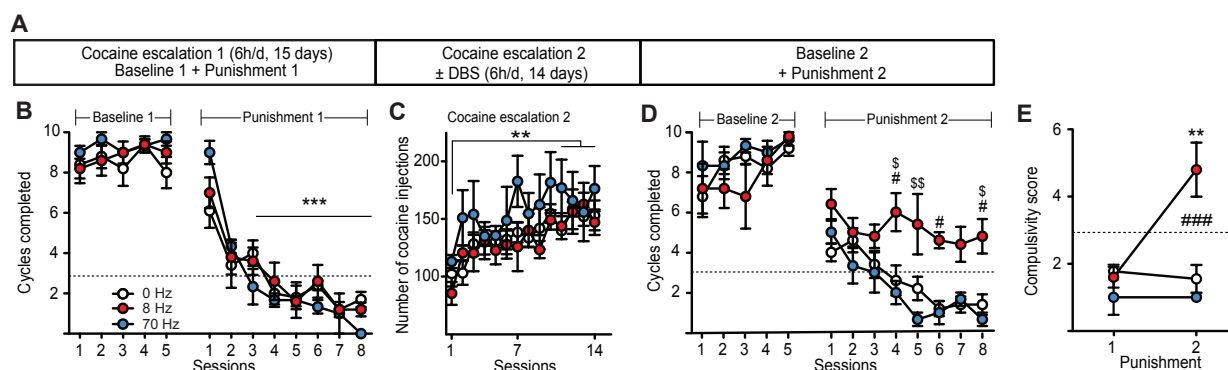 A
Cocaine escalation 1 (6h/d, 15 days)
Baseline 1 + Punishment 1
Cocaine escalation 2
± DBS (6h/d, 14 days)
Baseline 2
+ Punishment 2
B
Baseline 1
Punishment 1
Cycles completed
10
8
6
4
2
***
0 Hz
8 Hz
70 Hz
1 2 3 4 5
1 2 3 4 5 6 7 8
Sessions
C
Cocaine escalation 2
**
Number of cocaine injections
200
150
100
1 7 14
Sessions
D
Baseline 2
Punishment 2
Cycles completed
10
8
6
4
2
$
#
$$
#
$
#
1 2 3 4 5
1 2 3 4 5 6 7 8
Sessions
E
Compulsivity score
6
4
2
**
###
1 2
Punishment